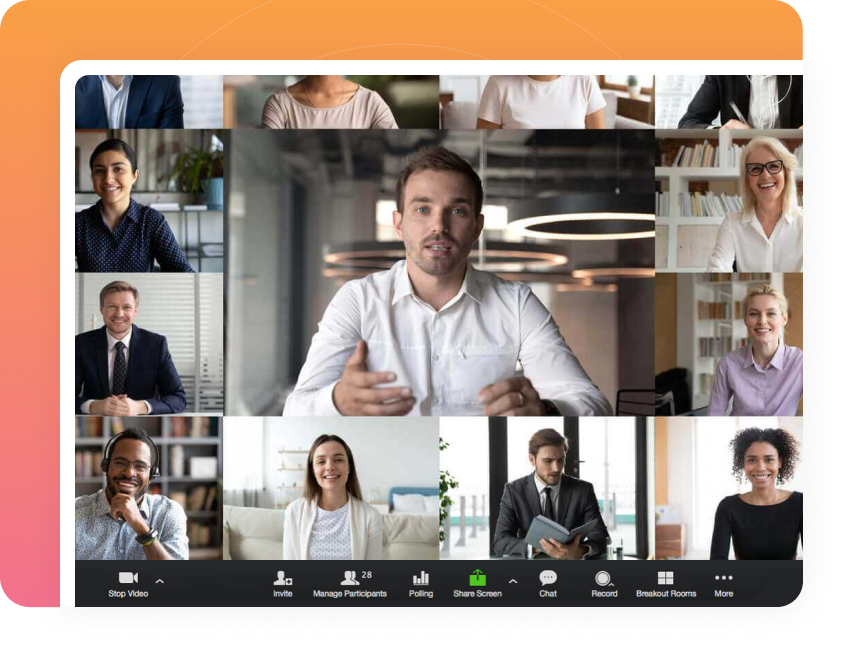 28
Stop Video
Invite
Manage Participants
Polling
Share Screen
Chat
Record
Breakout Rooms
More